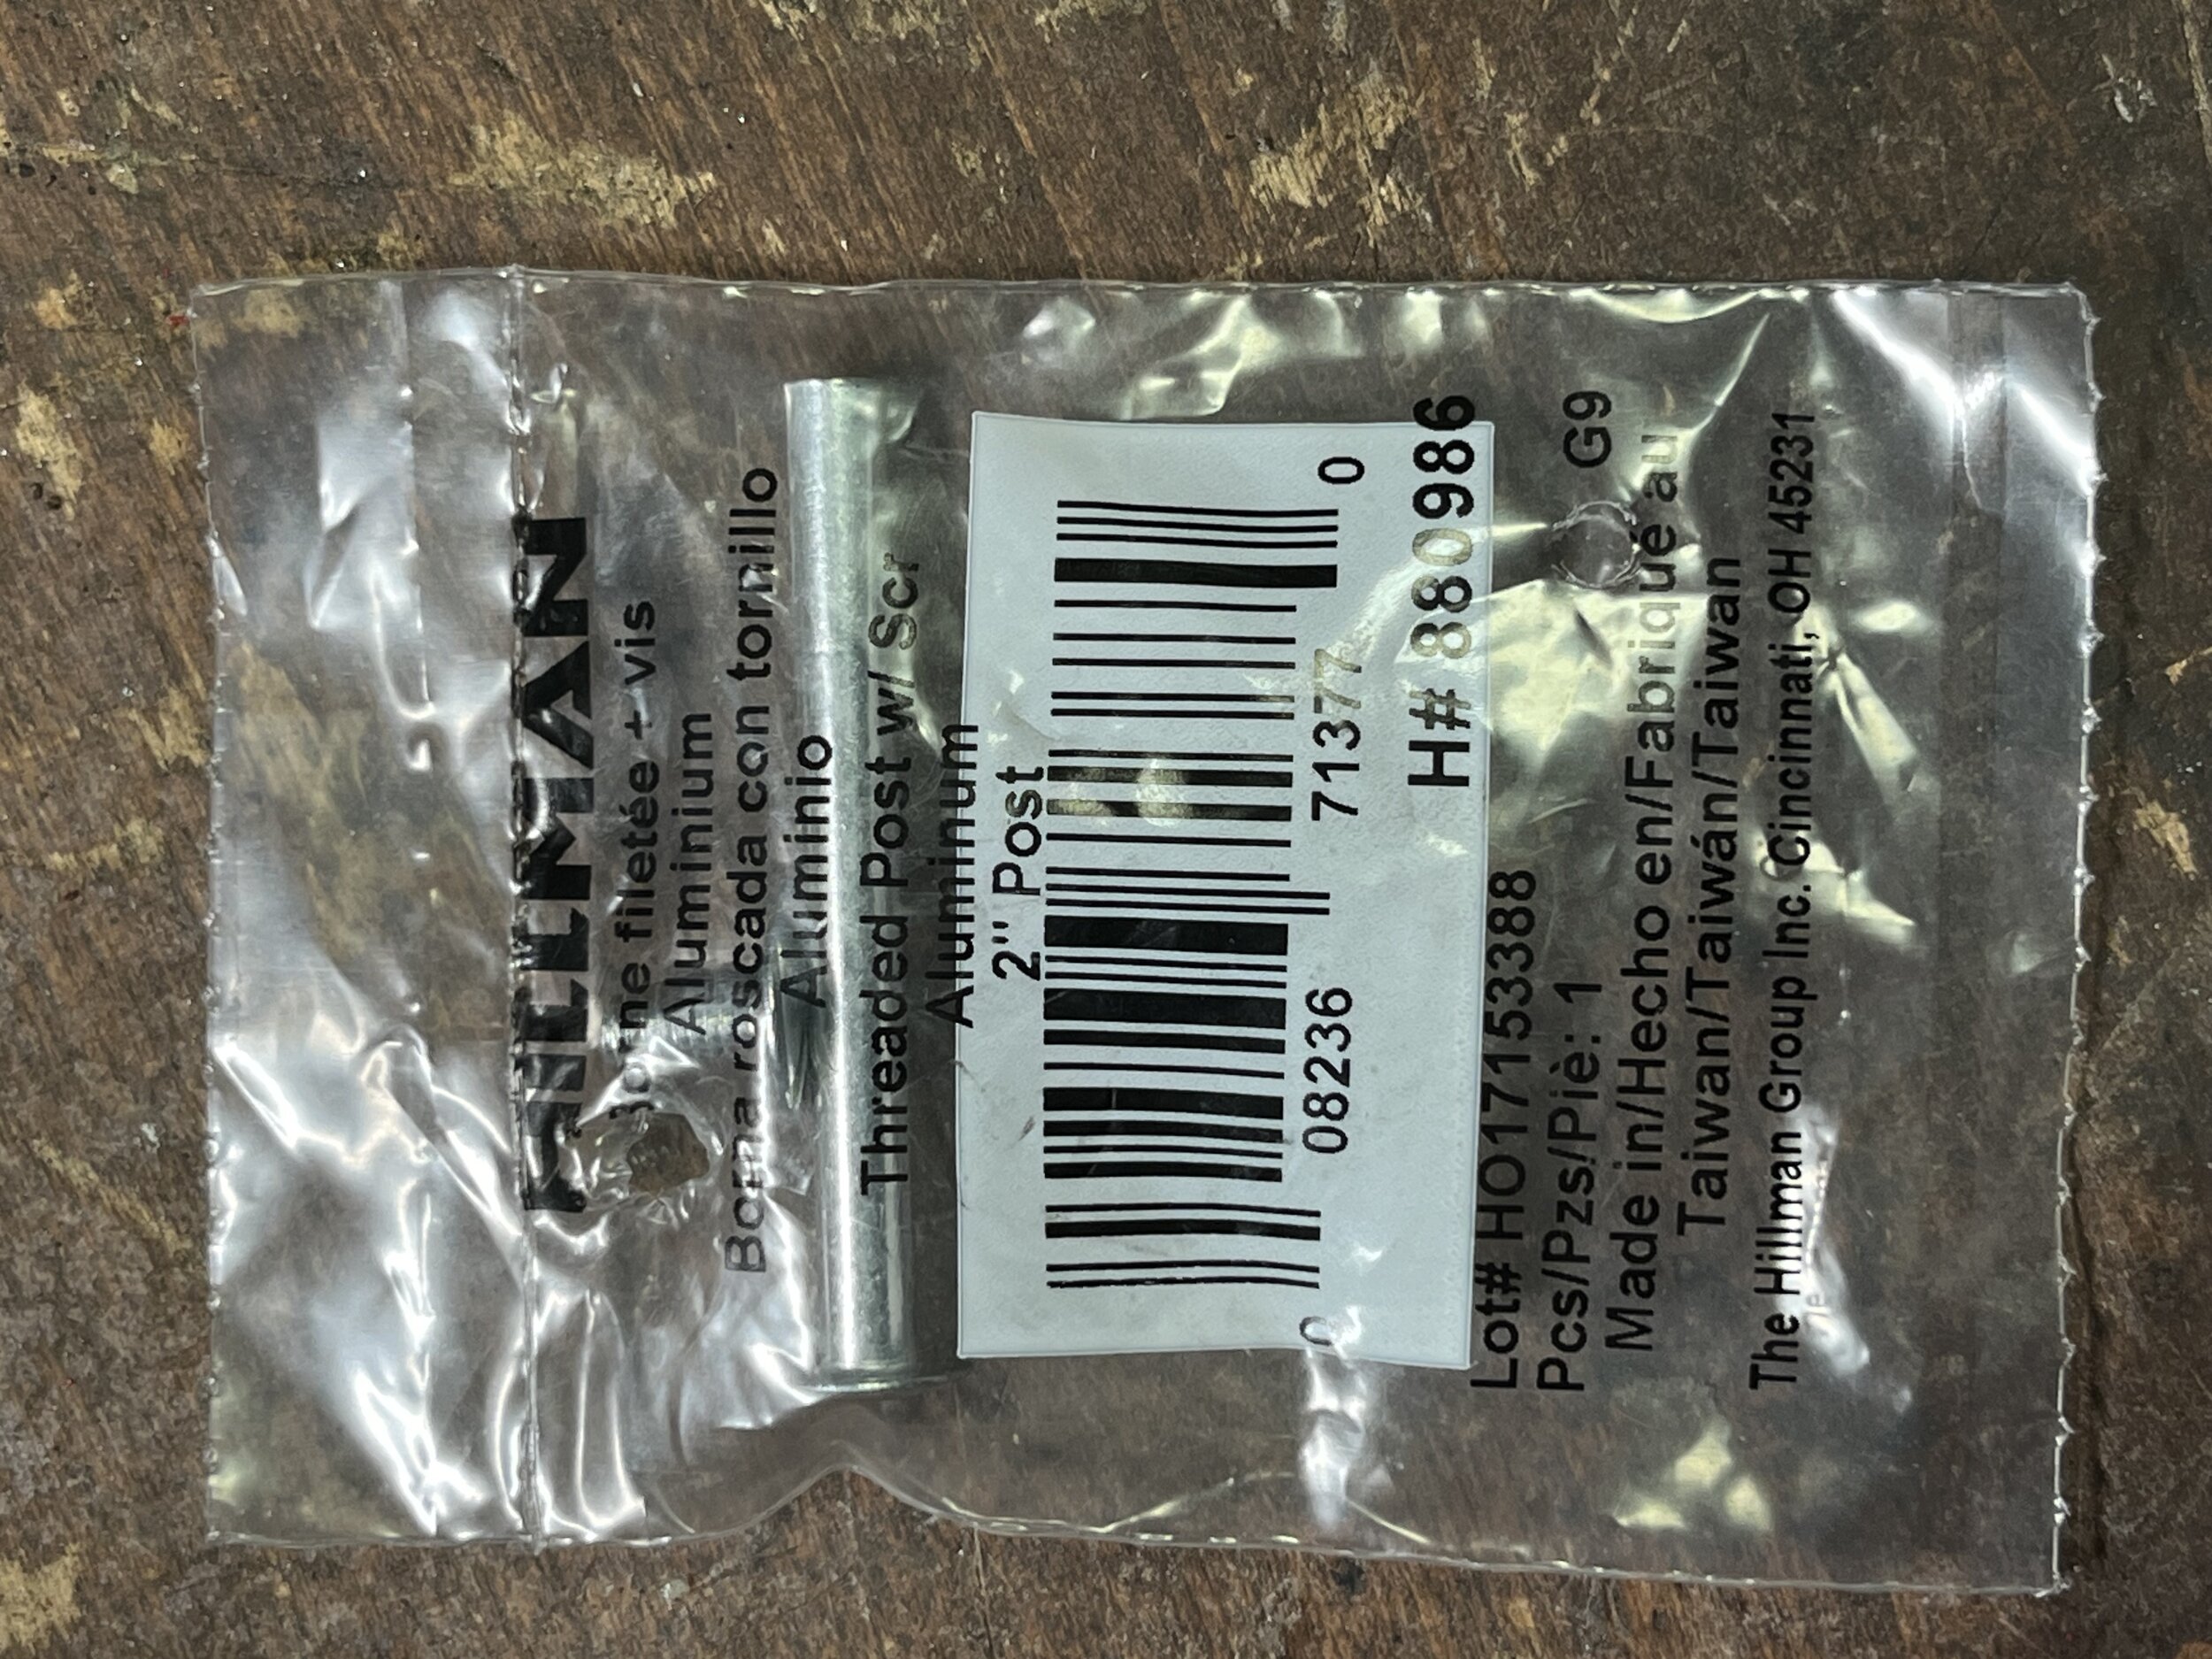 HILLMAN
Borne filetée + vis
Aluminium
Borna roscada con tornillo
Aluminio
Threaded Post w/ Scr
Aluminum
2" Post
0 08236 71377 0
H# 880986
Lot# HO17153388
Pcs/Pzs/Piè: 1 G9
Made in/Hecho en/Fabriqué au
Taiwan/Taiwán/Taiwan
The Hillman Group Inc. Cincinnati, OH 45231